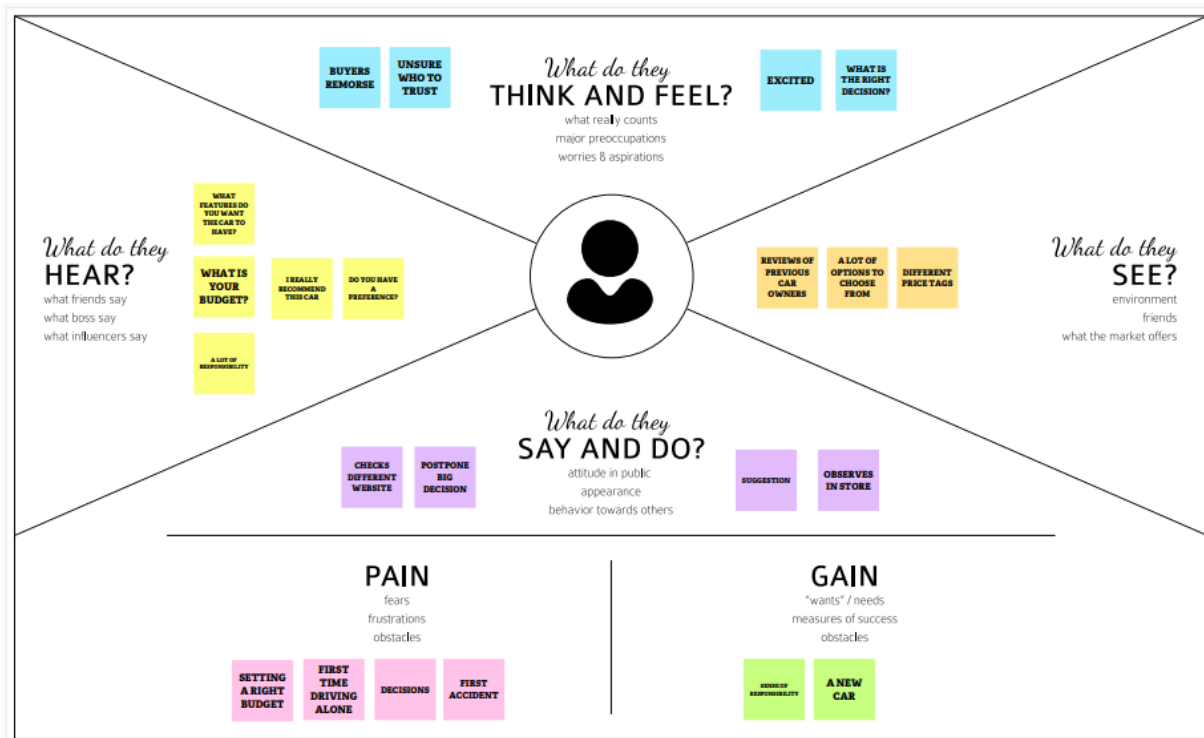 BUYERS
REMORSE
UNSURE
WHO TO
TRUST
What do they
THINK AND FEEL?
what really counts
major preoccupations
worries & aspirations
EXCITED
WHAT IS
THE RIGHT
DECISION?
What do they
HEAR?
what friends say
what boss say
what influencers say
WHAT
FEATURES DO
YOU WANT
THE CAR TO
HAVE?
WHAT IS
YOUR
BUDGET?
I REALLY
RECOMMEND
THIS CAR
DO YOU HAVE
A
PREFERENCE?
A LOT OF
RESPONSIBILITY
REVIEWS OF
PREVIOUS
CAR
OWNERS
A LOT OF
OPTIONS TO
CHOOSE
FROM
DIFFERENT
PRICE TAGS
What do they
SEE?
environment
friends
what the market offers
CHECKS
DIFFERENT
WEBSITE
POSTPONE
BIG
DECISION
What do they
SAY AND DO?
attitude in public
appearance
behavior towards others
SUGGESTION
OBSERVES
IN STORE
PAIN
fears
frustrations
obstacles
SETTING
A RIGHT
BUDGET
FIRST
TIME
DRIVING
ALONE
DECISIONS
FIRST
ACCIDENT
GAIN
"wants" / needs
measures of success
obstacles
SENSE OF
RESPONSIBILITY
A NEW
CAR